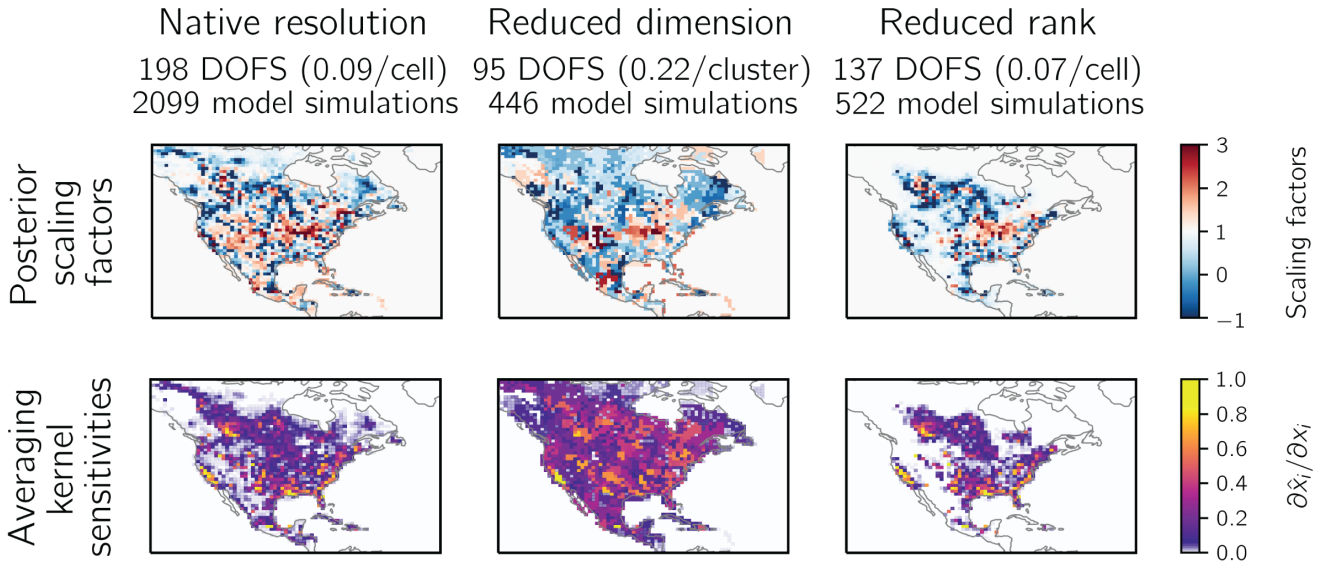 Native resolution
198 DOFS (0.09/cell)
2099 model simulations
Reduced dimension
95 DOFS (0.22/cluster)
446 model simulations
Reduced rank
137 DOFS (0.07/cell)
522 model simulations
Posterior
scaling
factors
3
2
1
0
−1
Scaling factors
Averaging
kernel
sensitivities
1.0
0.8
0.6
0.4
0.2
0.0
∂x̂ᵢ/∂xᵢ